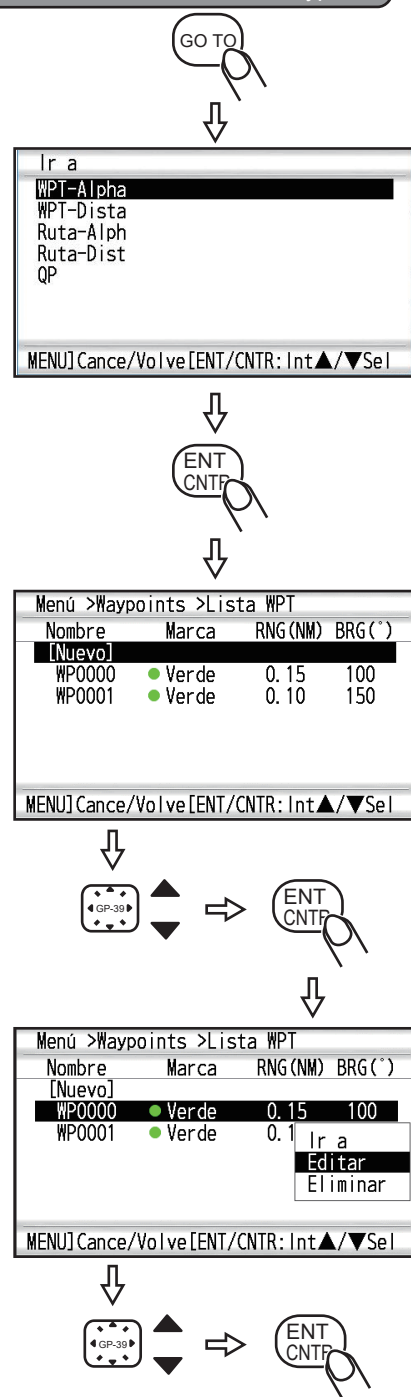 GO TO
Ir a
WPT-Alpha
WPT-Dista
Ruta-Alph
Ruta-Dist
QP
MENU]Cance/Volve[ENT/CNTR:Int▲/▼Sel
ENT
CNTR
Menú >Waypoints >Lista WPT
Nombre Marca RNG(NM) BRG(°)
[Nuevo]
WP0000 ● Verde 0.15 100
WP0001 ● Verde 0.10 150
MENU]Cance/Volve[ENT/CNTR:Int▲/▼Sel
GP-39
ENT
CNTR
Menú >Waypoints >Lista WPT
Nombre Marca RNG(NM) BRG(°)
[Nuevo]
WP0000 ● Verde 0.15 100
WP0001 ● Verde 0.1
Ir a
Editar
Eliminar
MENU]Cance/Volve[ENT/CNTR:Int▲/▼Sel
GP-39
ENT
CNTR